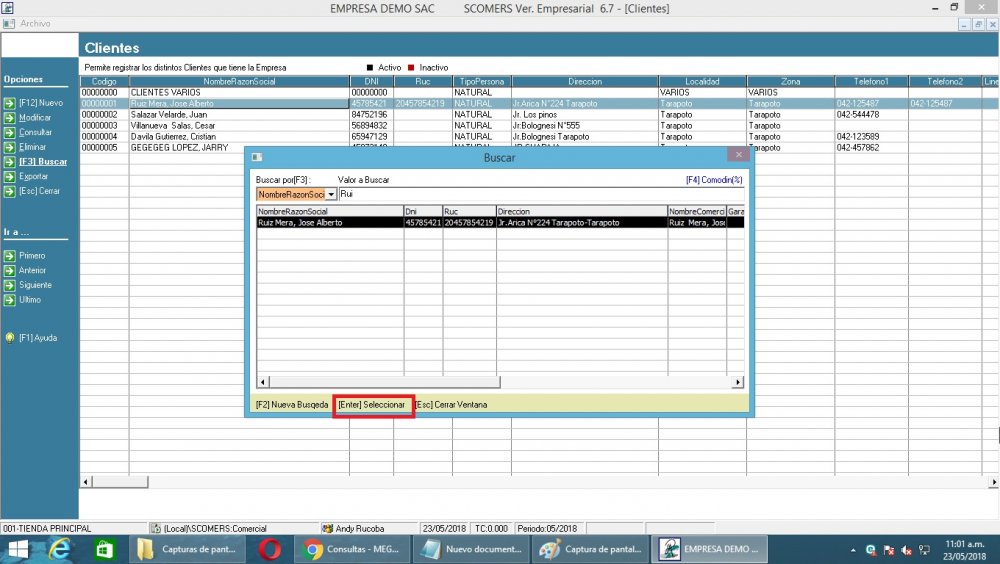 EMPRESA DEMO SAC SCOMERS Ver. Empresarial 6.7 - [Clientes]
Archivo
Clientes
Permite registrar los distintos Clientes que tiene la Empresa Activo Inactivo
Opciones
[F12] Nuevo
Modificar
Consultar
Eliminar
[F3] Buscar
Exportar
[Esc] Cerrar
Ir a ...
Primero
Anterior
Siguiente
Ultimo
[F1] Ayuda
Codigo NombreRazonSocial DNI Ruc TipoPersona Direccion Localidad Zona Telefono1 Telefono2 Line
00000000 CLIENTES VARIOS 00000000 NATURAL VARIOS VARIOS
00000001 Ruiz Mera, Jose Alberto 45785421 20457854219 NATURAL Jr.Arica N°224 Tarapoto Tarapoto Tarapoto 042-125487 042-125487
00000002 Salazar Velarde, Juan 84752196 NATURAL Jr. Los pinos Tarapoto Tarapoto 042-544478
00000003 Villanueva Salas, Cesar 56894832 NATURAL Jr.Bolognesi N°555 Tarapoto Tarapoto
00000004 Davila Gutierrez, Cristian 65947129 NATURAL Jr.Bolognesi Tarapoto Tarapoto Tarapoto 042-123589
00000005 GEGEGEG LOPEZ, JARRY NATURAL Tarapoto Tarapoto 042-457862
Buscar
Buscar por[F3] : Valor a Buscar [F4] Comodin(%)
NombreRazonSoci Rui
NombreRazonSocial Dni Ruc Direccion NombreComerci Gara
Ruiz Mera, Jose Alberto 45785421 20457854219 Jr.Arica N°224 Tarapoto-Tarapoto Ruiz Mera, Jose
[F2] Nueva Busqeda [Enter] Seleccionar [Esc] Cerrar Ventana
001-TIENDA PRINCIPAL (Local)\SCOMERS:Comercial Andy Rucoba 23/05/2018 TC:0.000 Periodo:05/2018
Capturas de pant... Consultas - MEG... Nuevo document... Captura de pantal... EMPRESA DEMO ...
11:01 a.m.
23/05/2018